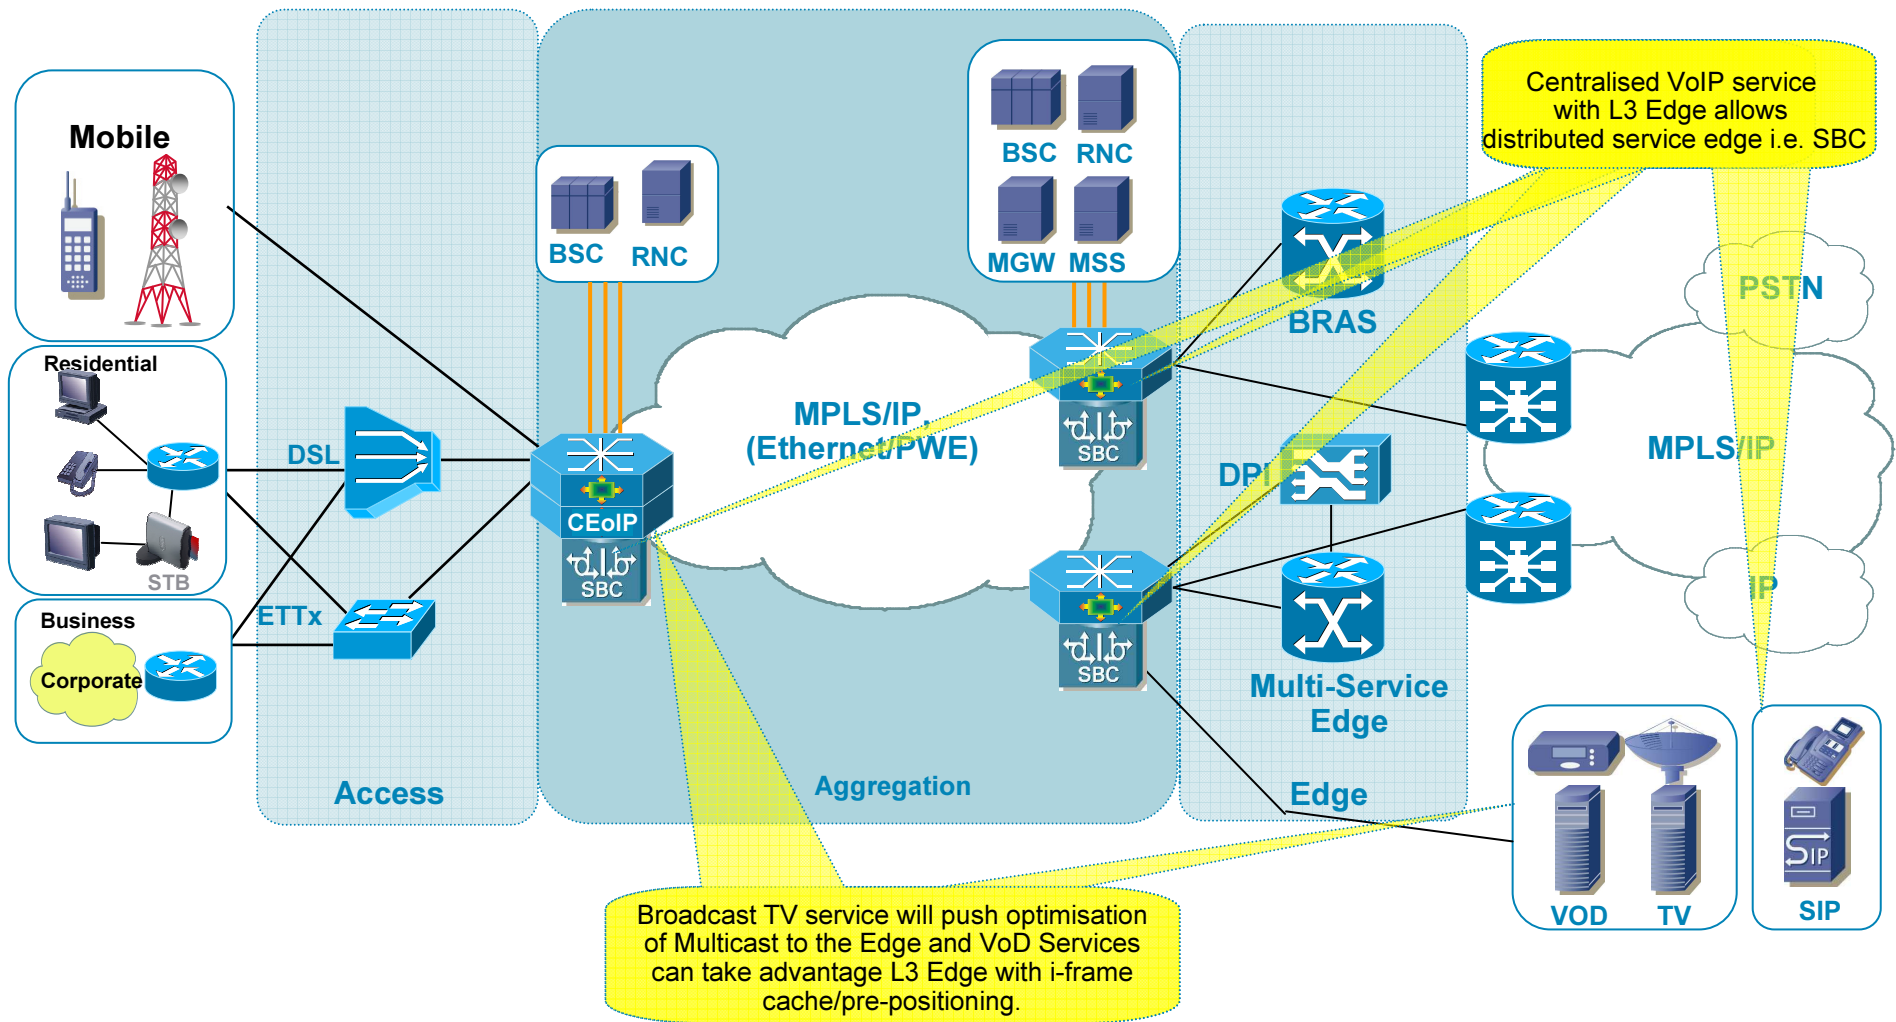 Centralised VoIP service
with L3 Edge allows
distributed service edge i.e. SBC
Mobile
BSC
RNC
BSC
RNC
MGW
MSS
BRAS
PSTN
Residential
STB
DSL
MPLS/IP,
(Ethernet/PWE)
CEoIP
SBC
SBC
DPI
MPLS/IP
IP
Business
Corporate
ETTx
SBC
Multi-Service
Edge
Access
Aggregation
Edge
VOD
TV
SIP
SIP
Broadcast TV service will push optimisation
of Multicast to the Edge and VoD Services
can take advantage L3 Edge with i-frame
cache/pre-positioning.